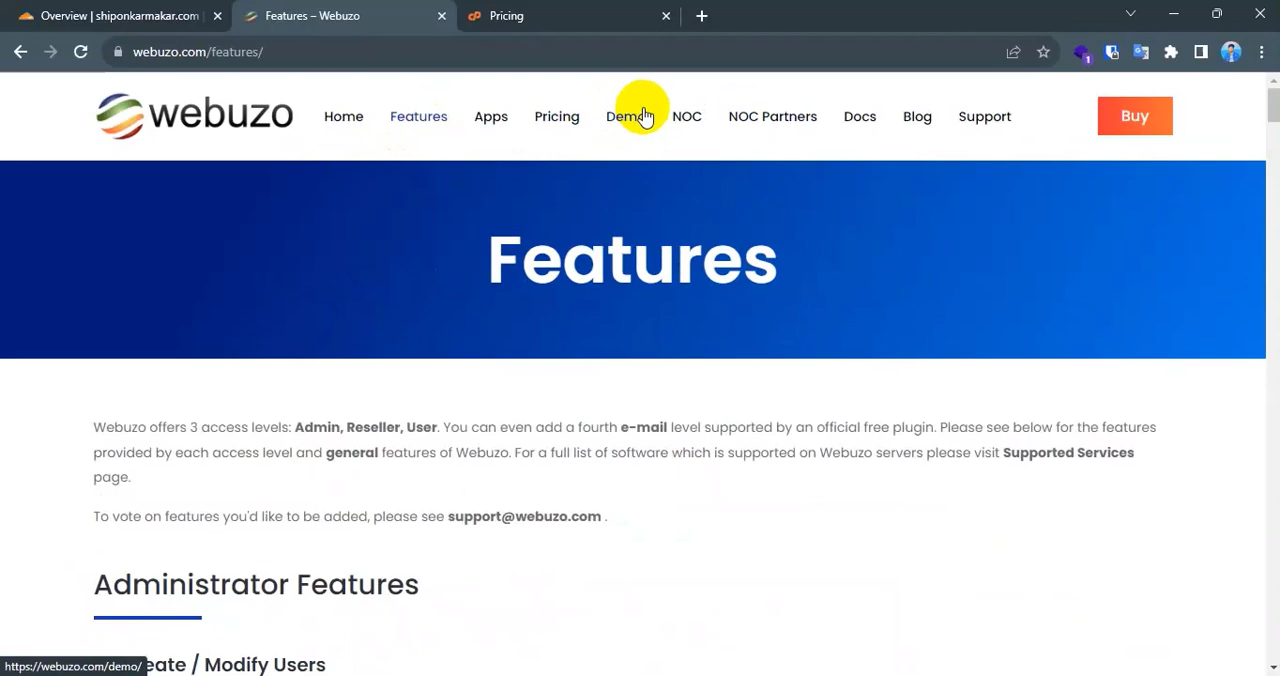 Overview | shiponkarmakar.com
Features – Webuzo
Pricing
webuzo.com/features/
1
webuzo
Home Features Apps Pricing Demo NOC NOC Partners Docs Blog Support Buy
Features
Webuzo offers 3 access levels: Admin, Reseller, User. You can even add a fourth e-mail level supported by an official free plugin. Please see below for the features
provided by each access level and general features of Webuzo. For a full list of software which is supported on Webuzo servers please visit Supported Services
page.
To vote on features you'd like to be added, please see support@webuzo.com .
Administrator Features
eate / Modify Users
https://webuzo.com/demo/